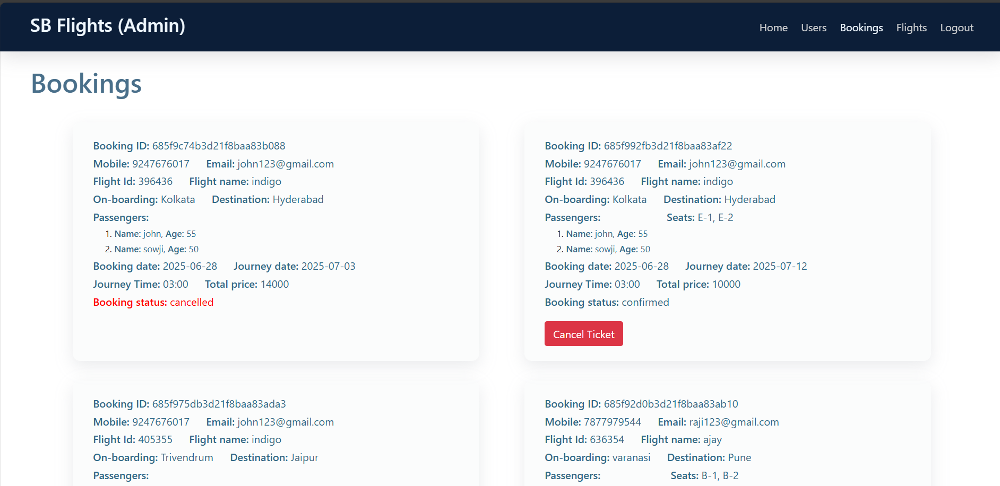 SB Flights (Admin)
Home Users Bookings Flights Logout
Bookings
Booking ID: 685f9c74b3d21f8baa83b088
Mobile: 9247676017 Email: john123@gmail.com
Flight Id: 396436 Flight name: indigo
On-boarding: Kolkata Destination: Hyderabad
Passengers:
1. Name: john, Age: 55
2. Name: sowji, Age: 50
Booking date: 2025-06-28 Journey date: 2025-07-03
Journey Time: 03:00 Total price: 14000
Booking status: cancelled
Booking ID: 685f992fb3d21f8baa83af22
Mobile: 9247676017 Email: john123@gmail.com
Flight Id: 396436 Flight name: indigo
On-boarding: Kolkata Destination: Hyderabad
Passengers: Seats: E-1, E-2
1. Name: john, Age: 55
2. Name: sowji, Age: 50
Booking date: 2025-06-28 Journey date: 2025-07-12
Journey Time: 03:00 Total price: 10000
Booking status: confirmed
Cancel Ticket
Booking ID: 685f975db3d21f8baa83ada3
Mobile: 9247676017 Email: john123@gmail.com
Flight Id: 405355 Flight name: indigo
On-boarding: Trivendrum Destination: Jaipur
Passengers:
Booking ID: 685f92d0b3d21f8baa83ab10
Mobile: 7877979544 Email: raji123@gmail.com
Flight Id: 636354 Flight name: ajay
On-boarding: varanasi Destination: Pune
Passengers: Seats: B-1, B-2